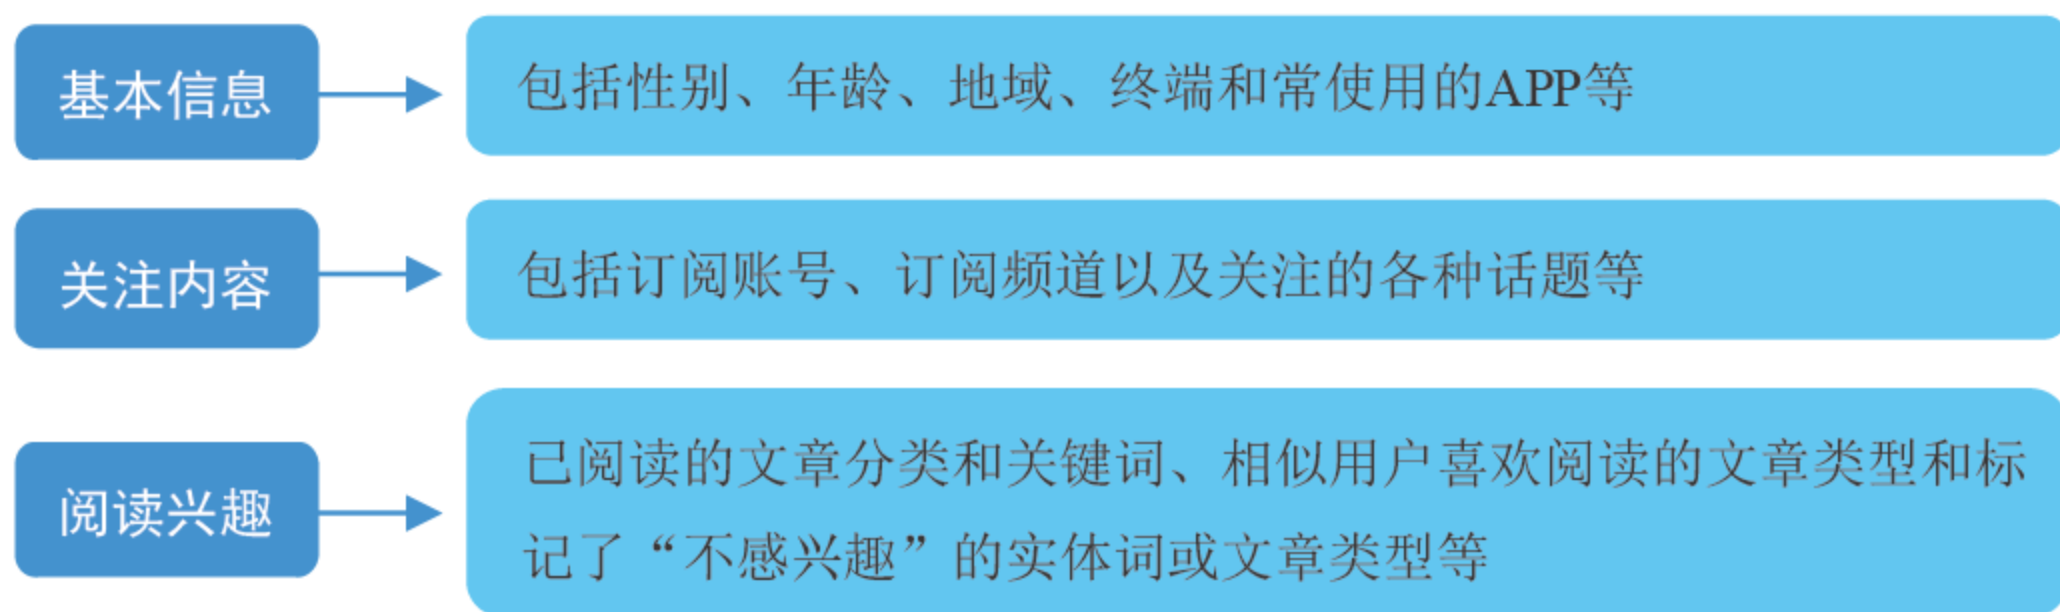 基本信息
包括性别、年龄、地域、终端和常使用的APP等
关注内容
包括订阅账号、订阅频道以及关注的各种话题等
阅读兴趣
已阅读的文章分类和关键词、相似用户喜欢阅读的文章类型和标
记了“不感兴趣”的实体词或文章类型等